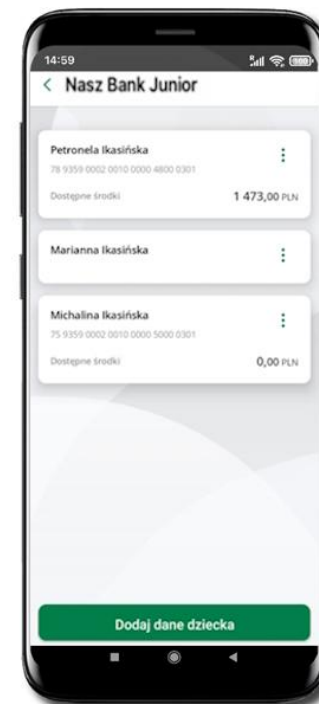 14:59
Nasz Bank Junior
Petronela Ikasińska
78 9359 0002 0010 0000 4800 0301
Dostępne środki 1 473,00 PLN
Marianna Ikasińska
Michalina Ikasińska
75 9359 0002 0010 0000 5000 0301
Dostępne środki 0,00 PLN
Dodaj dane dziecka